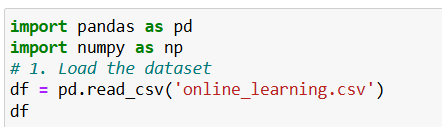 import pandas as pd
import numpy as np
# 1. Load the dataset
df = pd.read_csv('online_learning.csv')
df